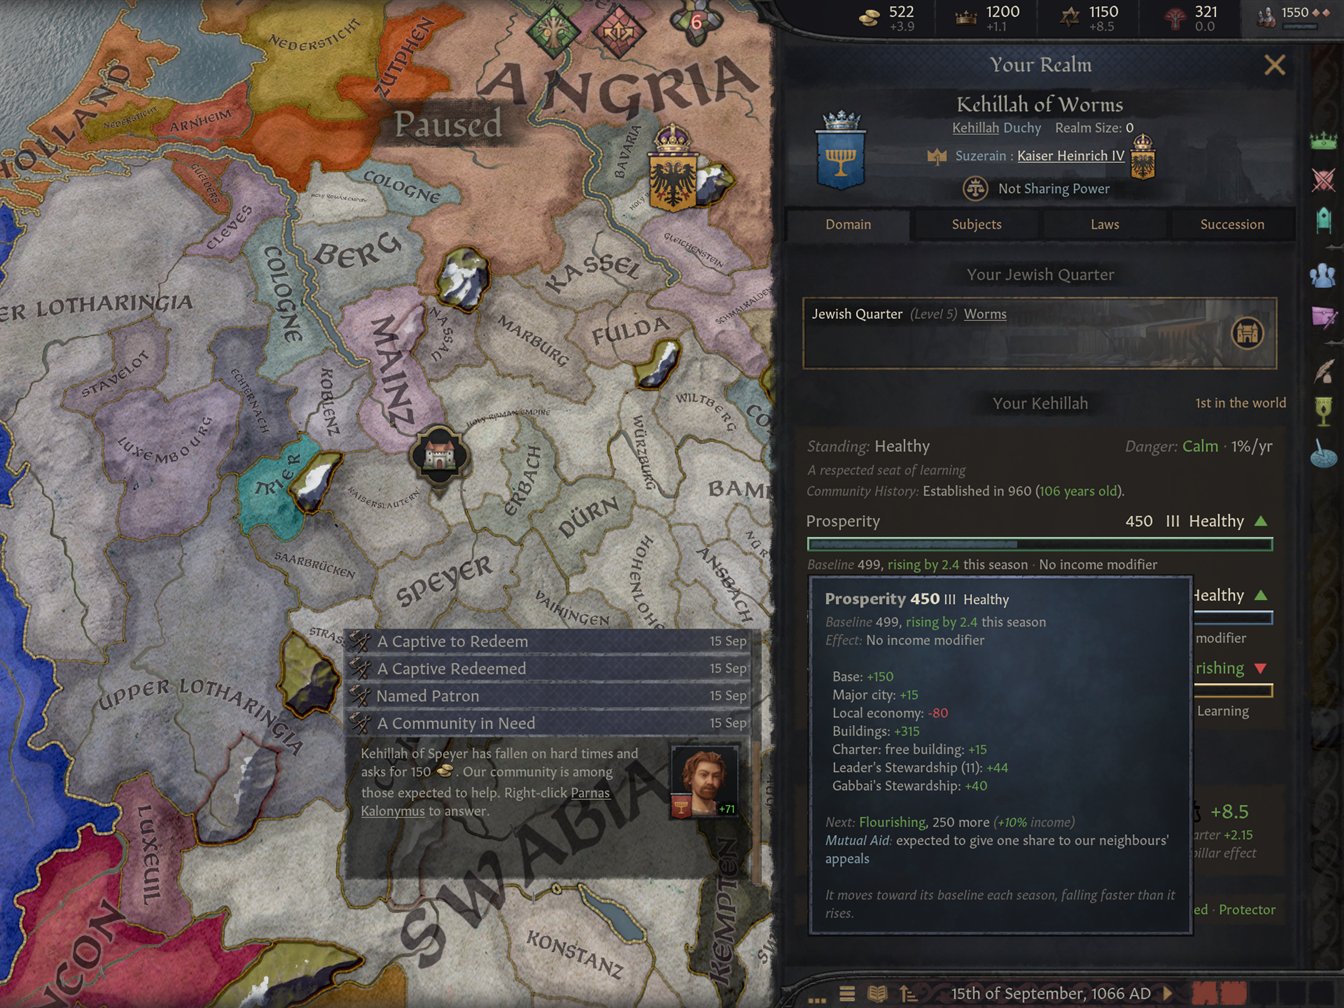 522
+3.9
1200
+1.1
1150
+8.5
321
0.0
1550
6
Your Realm
Kehillah of Worms
Kehillah Duchy Realm Size: 0
Suzerain : Kaiser Heinrich IV
Not Sharing Power
Domain
Subjects
Laws
Succession
Your Jewish Quarter
Jewish Quarter (Level 5) Worms
Your Kehillah
1st in the world
Standing: Healthy
Danger: Calm · 1%/yr
A respected seat of learning
Community History: Established in 960 (106 years old).
Prosperity
450 III Healthy
Baseline 499, rising by 2.4 this season · No income modifier
Prosperity 450 III Healthy
Baseline 499, rising by 2.4 this season
Effect: No income modifier
Base: +150
Major city: +15
Local economy: -80
Buildings: +315
Charter: free building: +15
Leader's Stewardship (11): +44
Gabbai's Stewardship: +40
Next: Flourishing, 250 more (+10% income)
Mutual Aid: expected to give one share to our neighbours'
appeals
It moves toward its baseline each season, falling faster than it
rises.
Healthy
modifier
rishing
Learning
+8.5
arter +2.15
pillar effect
ed · Protector
15th of September, 1066 AD
Paused
NEDERSTICHT
ZUTPHEN
HOLLAND
ARNHEIM
ANGRIA
BAVARIA
COLOGNE
CLEVES
BERG
COLOGNE
KASSEL
GLEICHENSTEIN
SCHMALKALDEN
ER LOTHARINGIA
MAINZ
NASSAU
MARBURG
FULDA
STAVELOT
ECHTERNACH
KOBLENZ
HOLY ROMAN EMPIRE
WILTBERG
CO
LUXEMBOURG
TRIER
KAISERSLAUTERN
ERBACH
WÜRZBURG
BAM
DÜRN
SAARBRÜCKEN
SPEYER
HOHENLOHE
ANSBACH
NÜR
VAIHINGEN
STRASS
UPPER LOTHARINGIA
LUXEUIL
SWABIA
KEMPTEN
KONSTANZ
NCON
A Captive to Redeem
15 Sep
A Captive Redeemed
15 Sep
Named Patron
15 Sep
A Community in Need
15 Sep
Kehillah of Speyer has fallen on hard times and
asks for 150 . Our community is among
those expected to help. Right-click Parnas
Kalonymus to answer.
+71